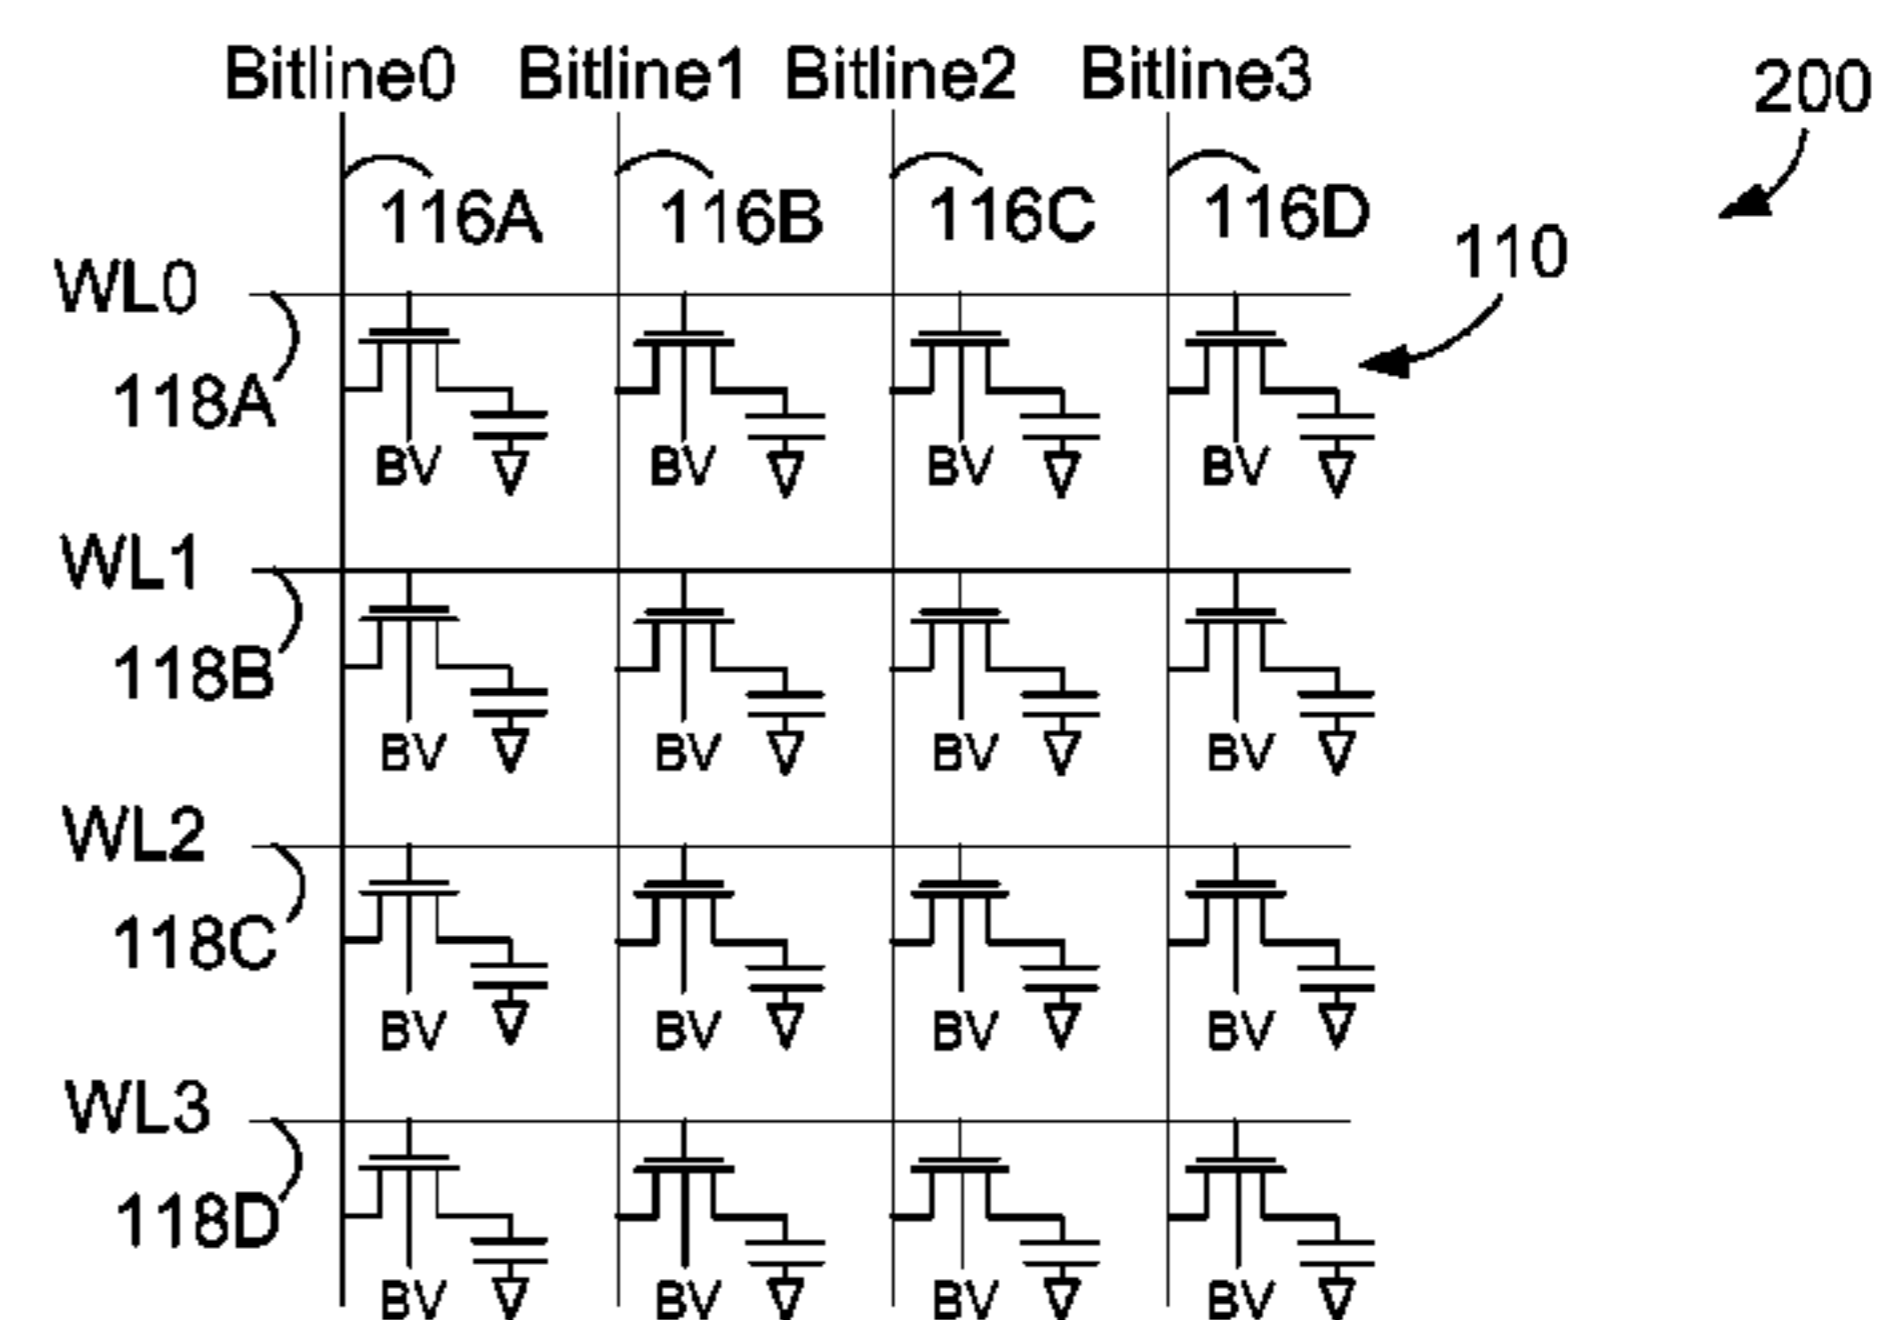 Bitline0 Bitline1 Bitline2 Bitline3
200
116A 116B 116C 116D
110
WL0
118A
BV BV BV BV
WL1
118B
BV BV BV BV
WL2
118C
BV BV BV BV
WL3
118D
BV BV BV BV